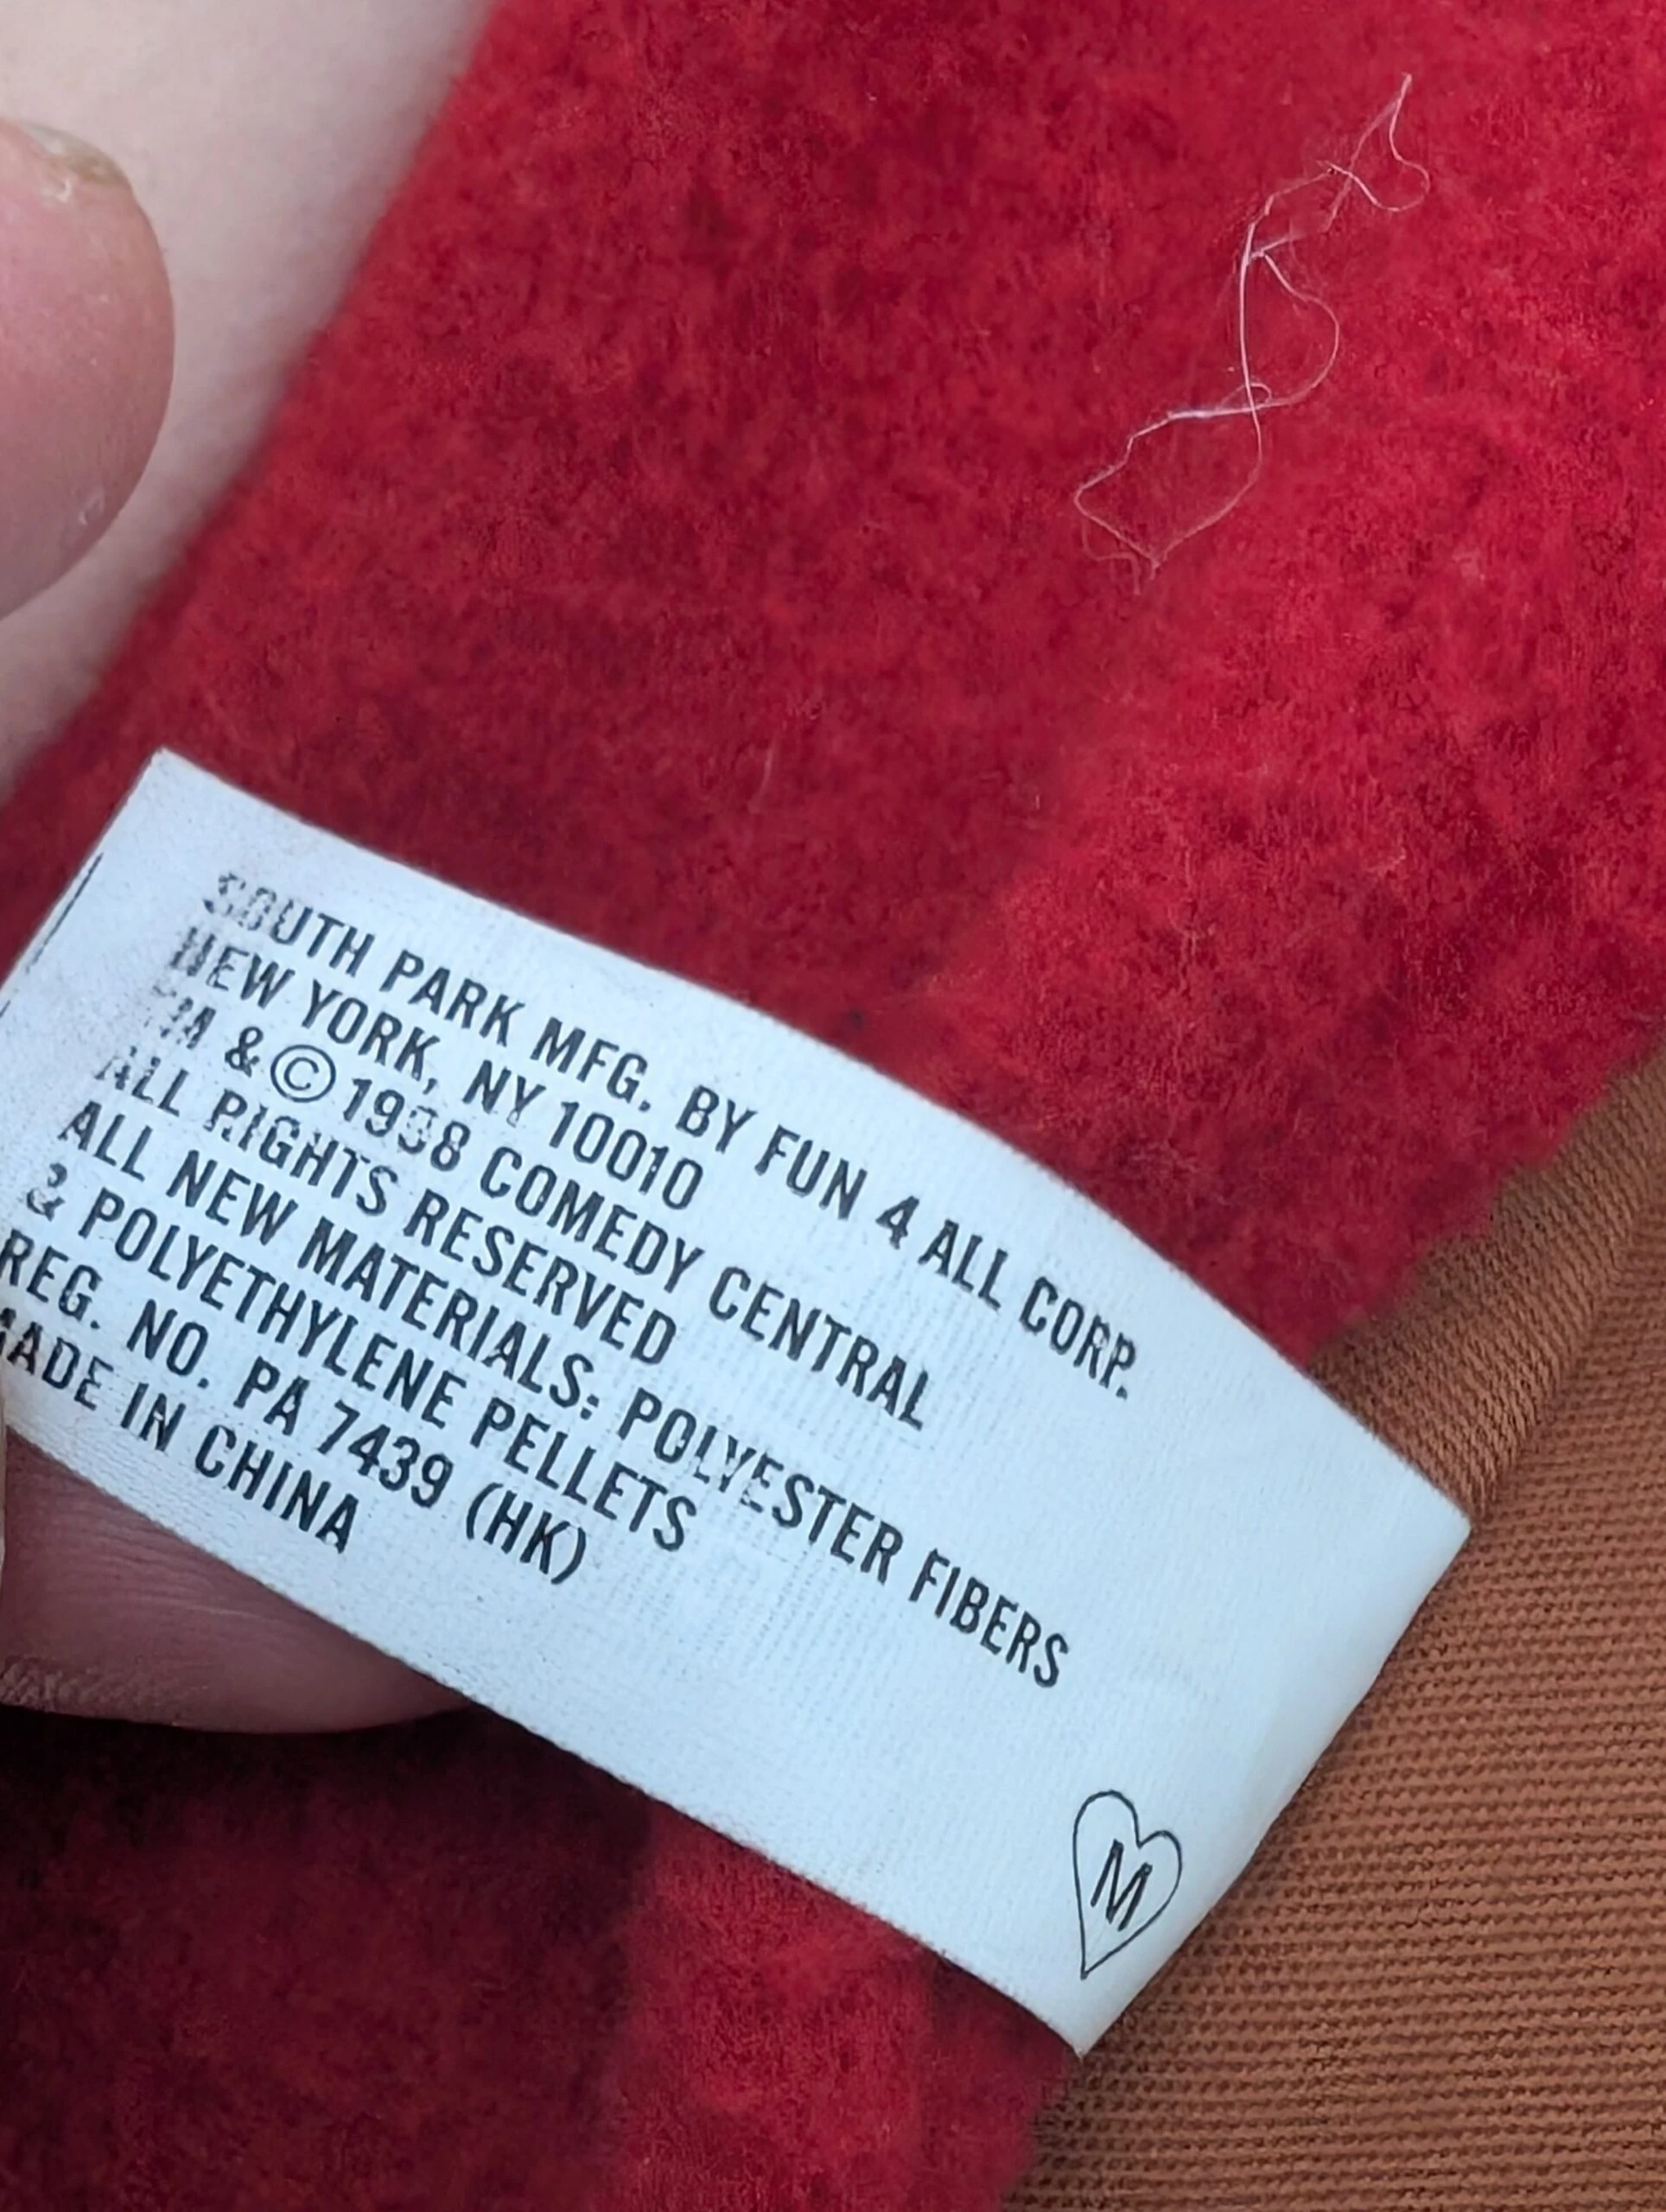 SOUTH PARK MFG. BY FUN 4 ALL CORP.
NEW YORK, NY 10010
TM & © 1998 COMEDY CENTRAL
ALL RIGHTS RESERVED
ALL NEW MATERIALS: POLYESTER FIBERS
& POLYETHYLENE PELLETS
REG. NO. PA 7439 (HK)
MADE IN CHINA
M